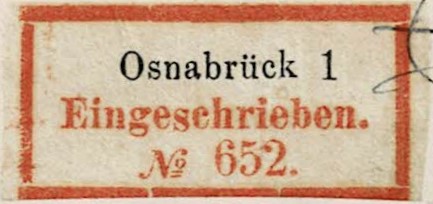 Osnabrück 1
Eingeschrieben.
№ 652.